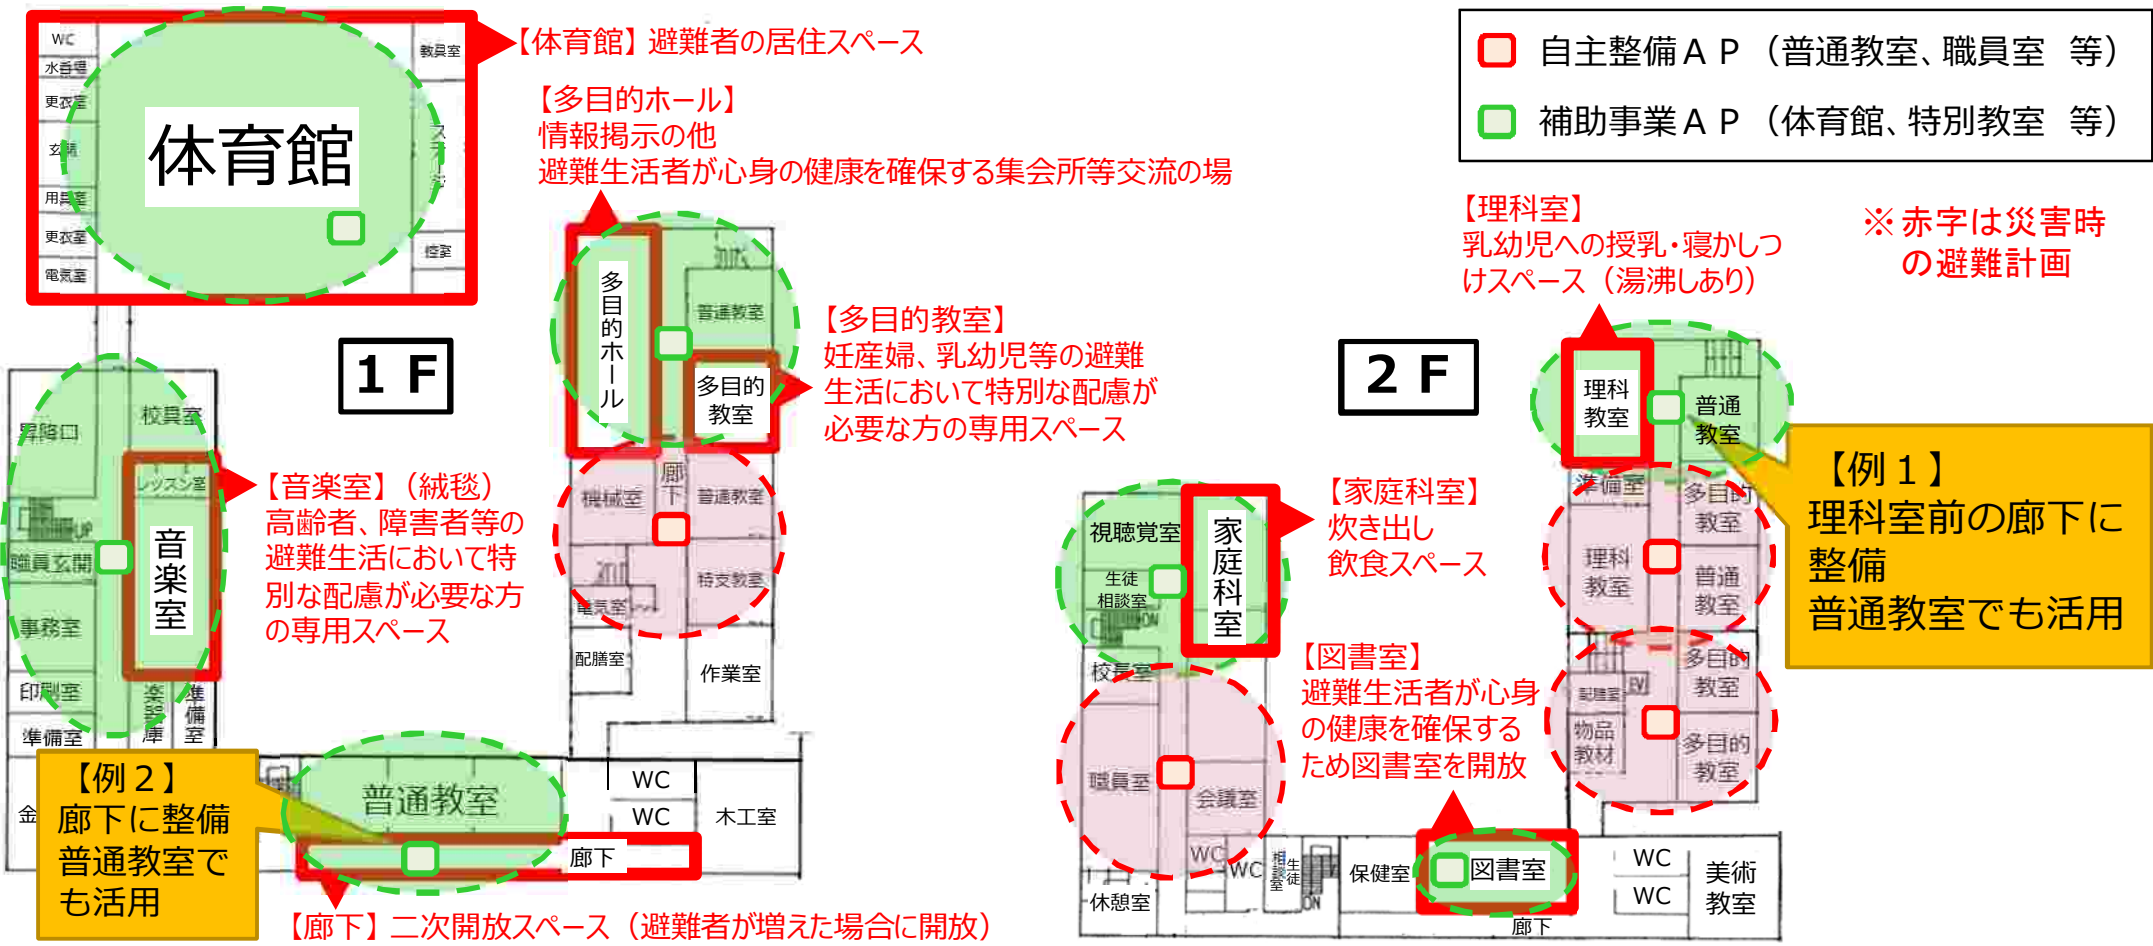 WC
水呑場
更衣室
玄関
用具室
更衣室
電気室
体育館
教具室
ステージ
控室
【体育館】避難者の居住スペース
【多目的ホール】
情報掲示の他
避難生活者が心身の健康を確保する集会所等交流の場
自主整備ＡＰ（普通教室、職員室　等）
補助事業ＡＰ（体育館、特別教室　等）
※赤字は災害時
の避難計画
１Ｆ
多目的ホール
普通教室
多目的
教室
【多目的教室】
妊産婦、乳幼児等の避難
生活において特別な配慮が
必要な方の専用スペース
廊下
機械室
普通教室
特支教室
電気室
配膳室
作業室
昇降口
校具室
レッスン室
UP
音楽室
職員玄関
事務室
印刷室
準備室
楽器庫
準備室
【音楽室】（絨毯）
高齢者、障害者等の
避難生活において特
別な配慮が必要な方
の専用スペース
金
【例２】
廊下に整備
普通教室で
も活用
普通教室
WC
WC
木工室
廊下
【廊下】二次開放スペース（避難者が増えた場合に開放）
２Ｆ
【理科室】
乳幼児への授乳・寝かしつ
けスペース（湯沸しあり）
理科
教室
普通
教室
【例１】
理科室前の廊下に
整備
普通教室でも活用
準備室
多目的
教室
理科
教室
普通
教室
多目的
教室
配膳室
EV
物品
教材
多目的
教室
視聴覚室
生徒
相談室
DN
家庭科室
【家庭科室】
炊き出し
飲食スペース
校長室
職員室
会議室
【図書室】
避難生活者が心身
の健康を確保する
ため図書室を開放
WC
WC
生徒
相談室
DN
休憩室
保健室
図書室
廊下
WC
WC
美術
教室